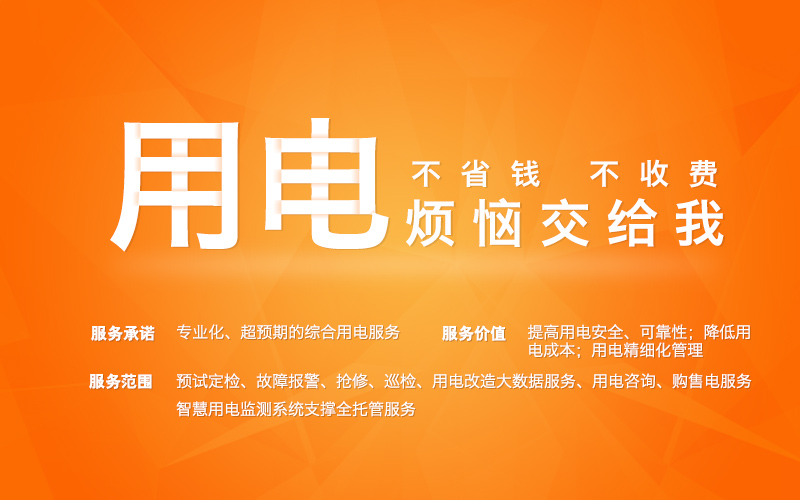 用电
不省钱 不收费
烦恼交给我
服务承诺 专业化、超预期的综合用电服务
服务价值 提高用电安全、可靠性；降低用
电成本；用电精细化管理
服务范围 预试定检、故障报警、抢修、巡检、用电改造大数据服务、用电咨询、购售电服务
智慧用电监测系统支撑全托管服务